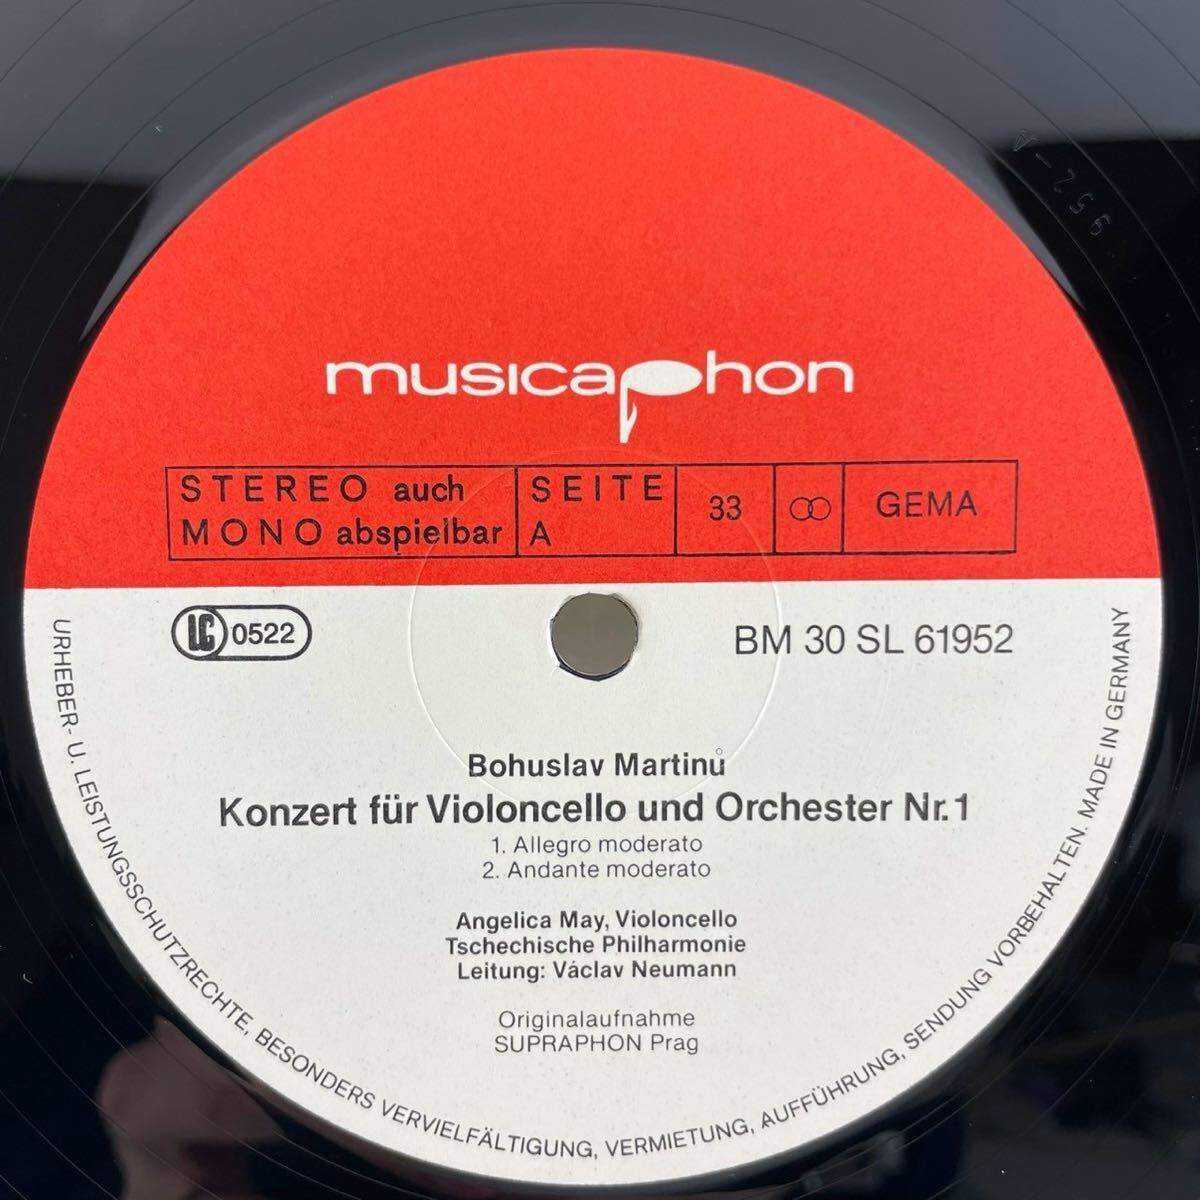 musicaphon
STEREO auch
MONO abspielbar
SEITE
A
33
GEMA
LC 0522
BM 30 SL 61952
Bohuslav Martinů
Konzert für Violoncello und Orchester Nr. 1
1. Allegro moderato
2. Andante moderato
Angelica May, Violoncello
Tschechische Philharmonie
Leitung: Václav Neumann
Originalaufnahme
SUPRAPHON Prag
URHEBER- U. LEISTUNGSSCHUTZRECHTE, BESONDERS VERVIELFÄLTIGUNG, VERMIETUNG, AUFFÜHRUNG, SENDUNG VORBEHALTEN. MADE IN GERMANY
952-A